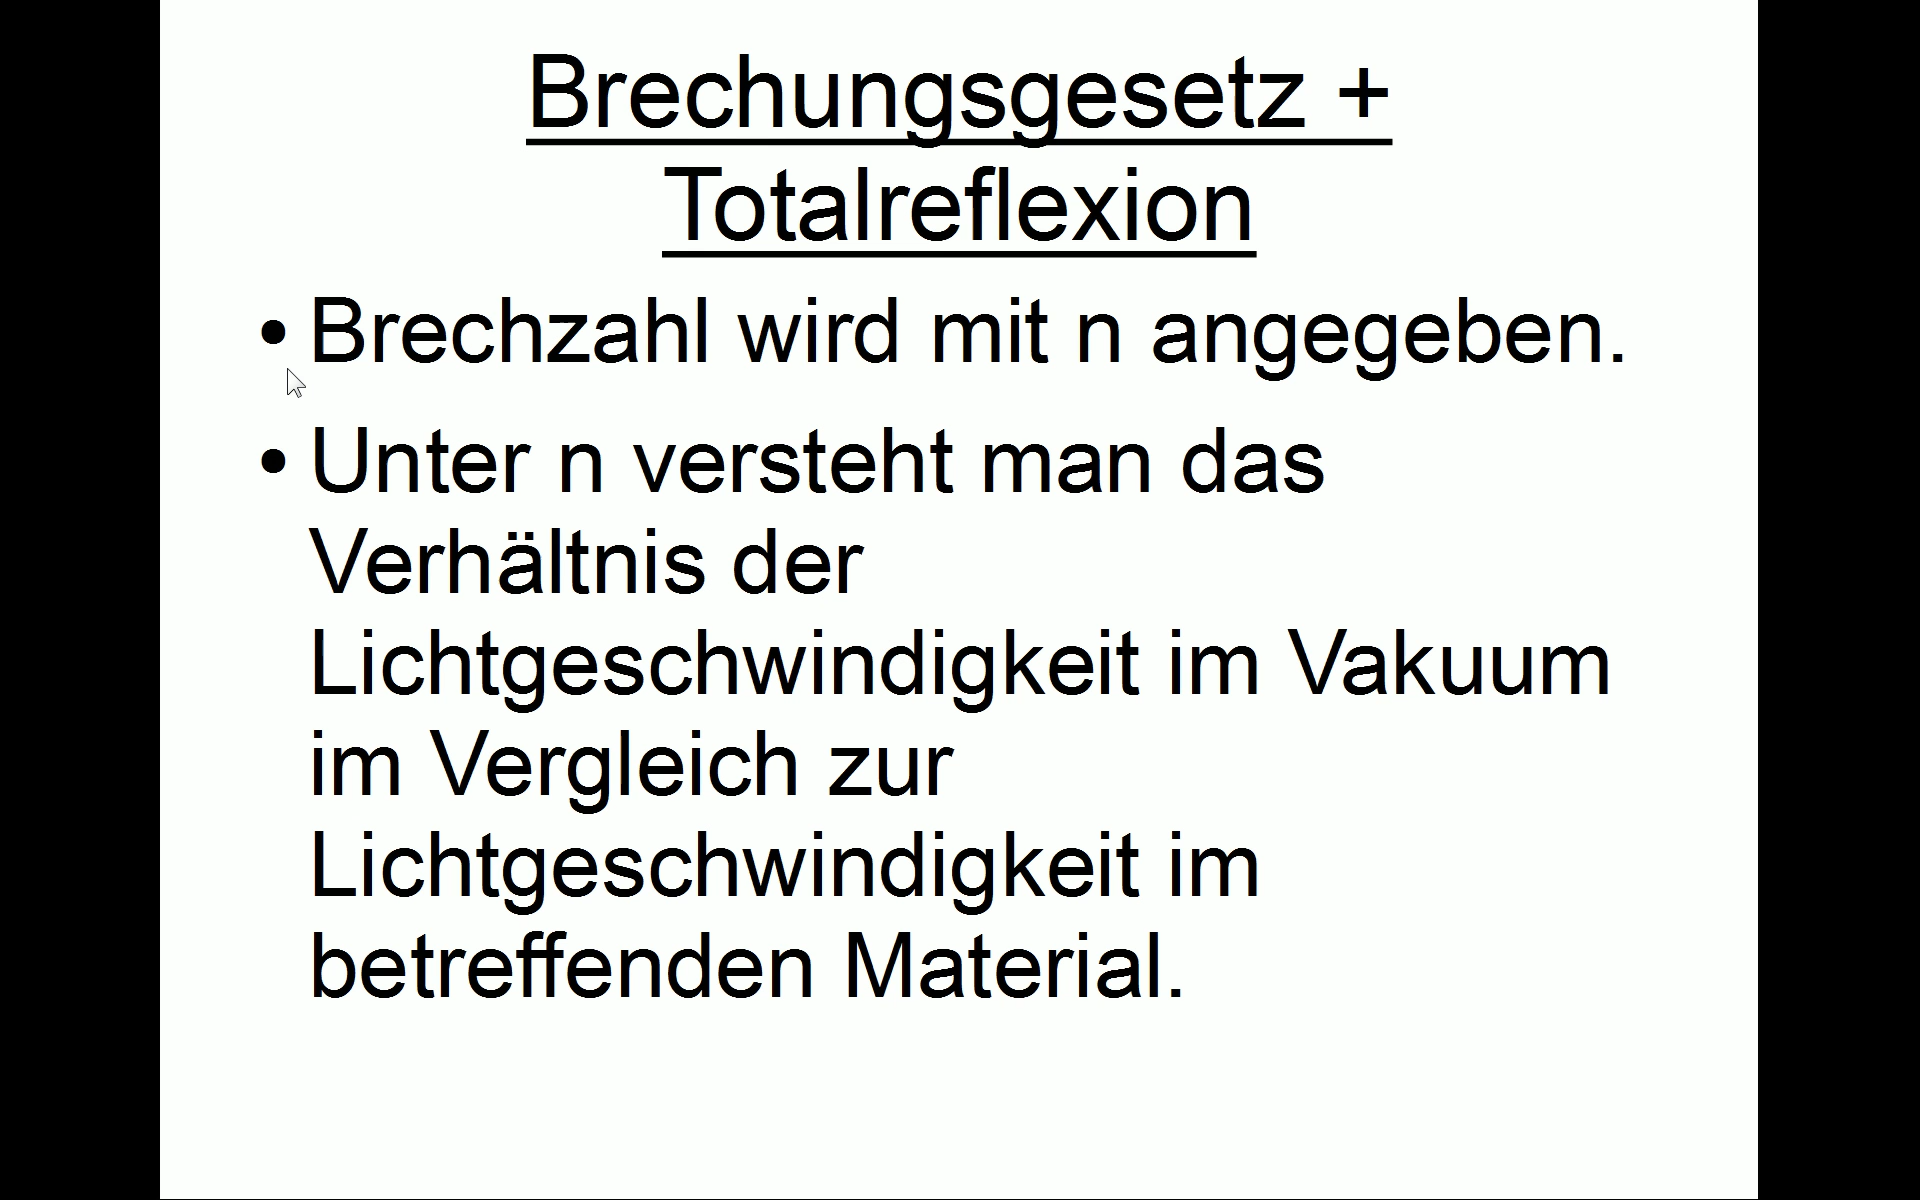 Brechungsgesetz +
Totalreflexion
• Brechzahl wird mit n angegeben.
• Unter n versteht man das
Verhältnis der
Lichtgeschwindigkeit im Vakuum
im Vergleich zur
Lichtgeschwindigkeit im
betreffenden Material.